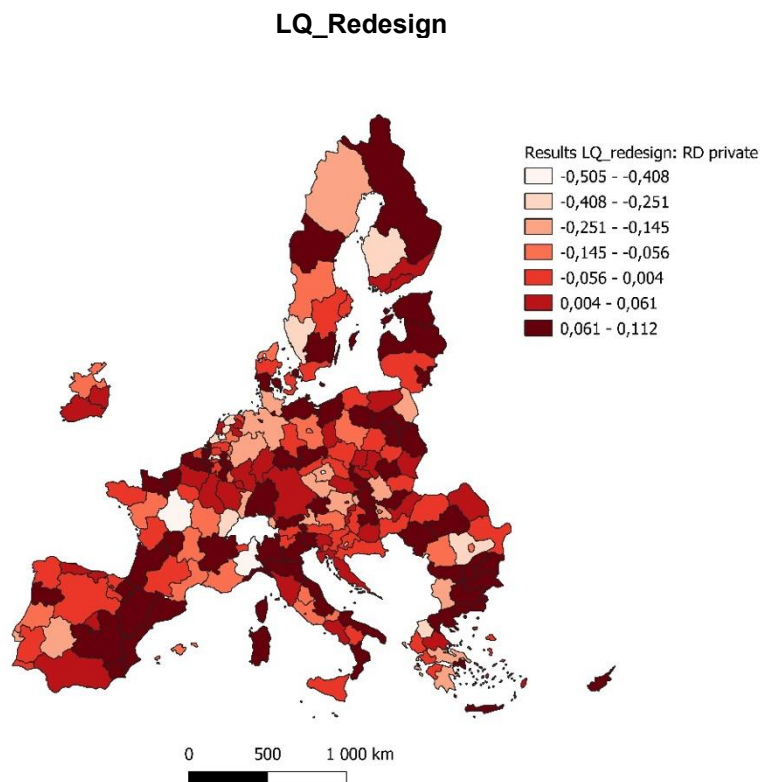 LQ_Redesign
Results LQ_redesign: RD private
-0,505 - -0,408
-0,408 - -0,251
-0,251 - -0,145
-0,145 - -0,056
-0,056 - 0,004
0,004 - 0,061
0,061 - 0,112
0 500 1 000 km